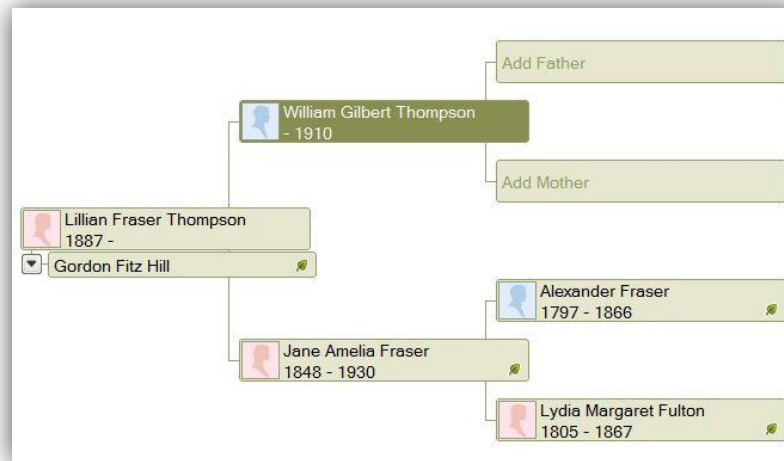 Add Father
William Gilbert Thompson
- 1910
Add Mother
Lillian Fraser Thompson
1887 -
Gordon Fitz Hill
Alexander Fraser
1797 - 1866
Jane Amelia Fraser
1848 - 1930
Lydia Margaret Fulton
1805 - 1867